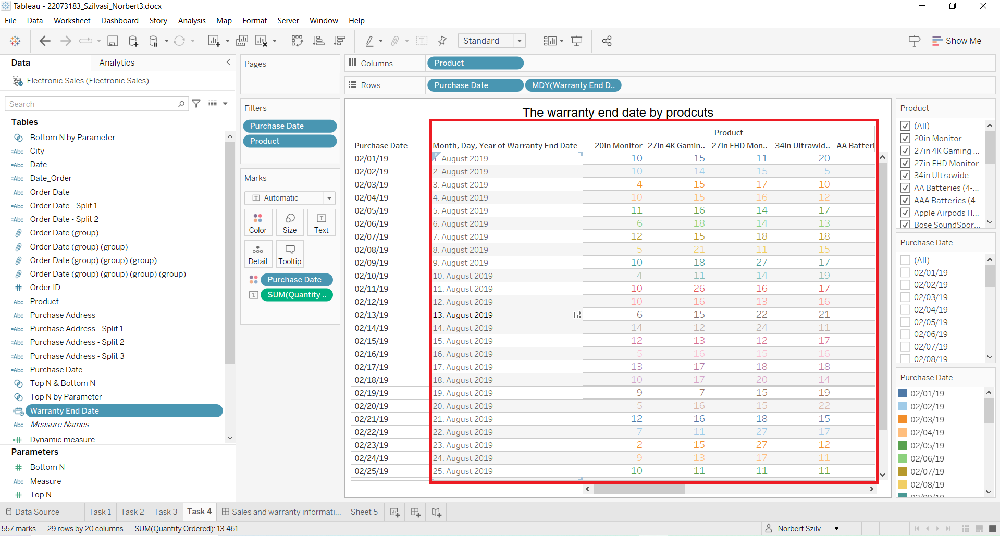 Tableau - 22073183_Szilvasi_Norbert3.docx
File Data Worksheet Dashboard Story Analysis Map Format Server Window Help
Standard
Show Me
Data Analytics
Electronic Sales (Electronic Sales)
Search
Tables
Bottom N by Parameter
=Abc City
=Abc Date
=Abc Date_Order
Abc Order Date
=Abc Order Date - Split 1
=Abc Order Date - Split 2
Order Date (group)
Order Date (group) (group)
Order Date (group) (group) (group)
Order Date (group) (group) (group) (group)
Order ID
Abc Product
Abc Purchase Address
=Abc Purchase Address - Split 1
=Abc Purchase Address - Split 2
=Abc Purchase Address - Split 3
=Abc Purchase Date
Top N & Bottom N
Top N by Parameter
Warranty End Date
Abc Measure Names
Dynamic measure
Parameters
Bottom N
Abc Measure
Top N
Pages
Filters
Purchase Date
Product
Marks
Automatic
Color Size Text
Detail Tooltip
Purchase Date
SUM(Quantity ..
Columns Product
Rows Purchase Date MDY(Warranty End D..
The warranty end date by prodcuts
Product
Purchase Date Month, Day, Year of Warranty End Date 20in Monitor 27in 4K Gamin.. 27in FHD Mon.. 34in Ultrawid.. AA Batteri
02/01/19 1. August 2019 10 15 11 20
02/02/19 2. August 2019 10 14 15 5
02/03/19 3. August 2019 4 15 17 10
02/04/19 4. August 2019 10 15 16 12
02/05/19 5. August 2019 11 16 14 17
02/06/19 6. August 2019 6 18 14 13
02/07/19 7. August 2019 12 15 18 18
02/08/19 8. August 2019 5 21 11 15
02/09/19 9. August 2019 10 18 27 17
02/10/19 10. August 2019 4 11 14 19
02/11/19 11. August 2019 10 26 16 17
02/12/19 12. August 2019 10 16 13 16
02/13/19 13. August 2019 6 15 22 21
02/14/19 14. August 2019 14 12 24 11
02/15/19 15. August 2019 12 13 12 17
02/16/19 16. August 2019 5 16 15 16
02/17/19 17. August 2019 13 17 18 18
02/18/19 18. August 2019 10 17 20 14
02/19/19 19. August 2019 9 7 15 19
02/20/19 20. August 2019 5 16 15 22
02/21/19 21. August 2019 12 16 18 15
02/22/19 22. August 2019 7 11 27 17
02/23/19 23. August 2019 2 15 27 12
02/24/19 24. August 2019 9 13 17 11
02/25/19 25. August 2019 10 11 11 11
Product
(All)
20in Monitor
27in 4K Gaming ...
27in FHD Monitor
34in Ultrawide ...
AA Batteries (4-...
AAA Batteries (4...
Apple Airpods H...
Bose SoundSpor...
Purchase Date
(All)
02/01/19
02/02/19
02/03/19
02/04/19
02/05/19
02/06/19
02/07/19
02/08/19
Purchase Date
02/01/19
02/02/19
02/03/19
02/04/19
02/05/19
02/06/19
02/07/19
02/08/19
02/09/19
Data Source Task 1 Task 2 Task 3 Task 4 Sales and warranty informati... Sheet 5
557 marks 29 rows by 20 columns SUM(Quantity Ordered): 13.461 Norbert Szilv...